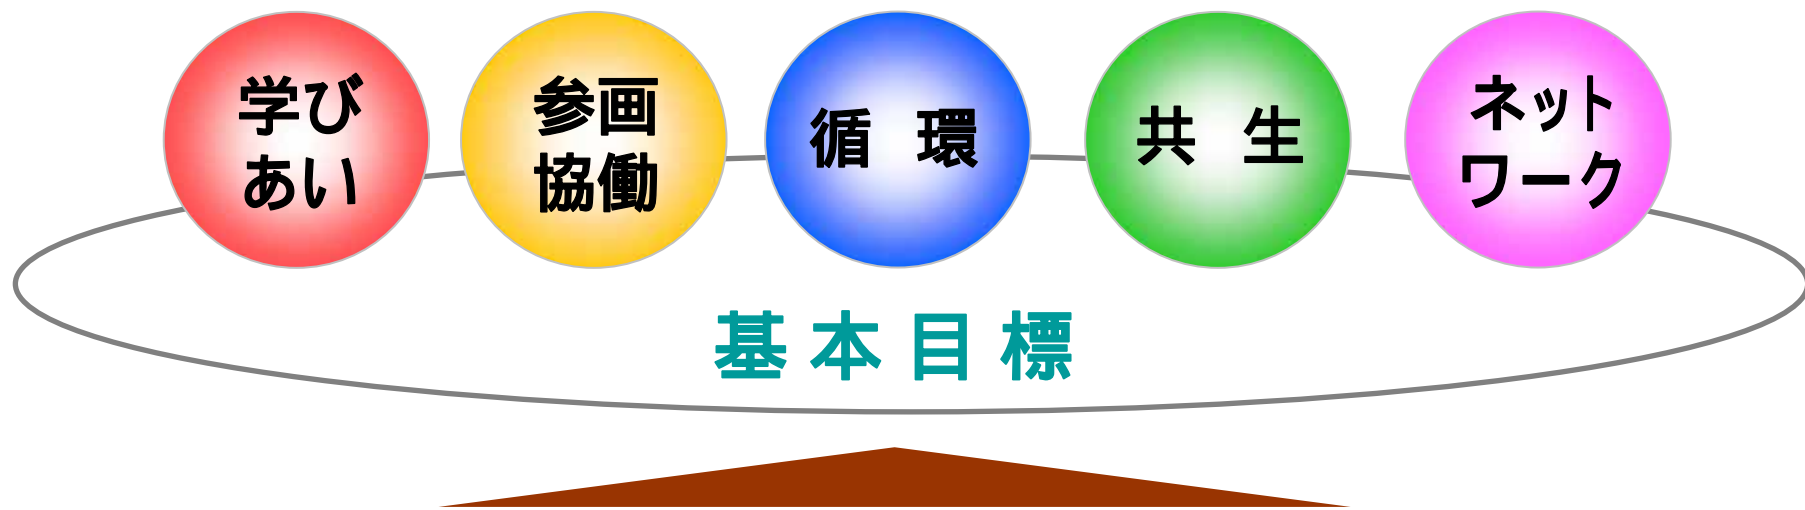 学び
あい
参画
協働
循 環
共 生
ネット
ワーク
基本目標